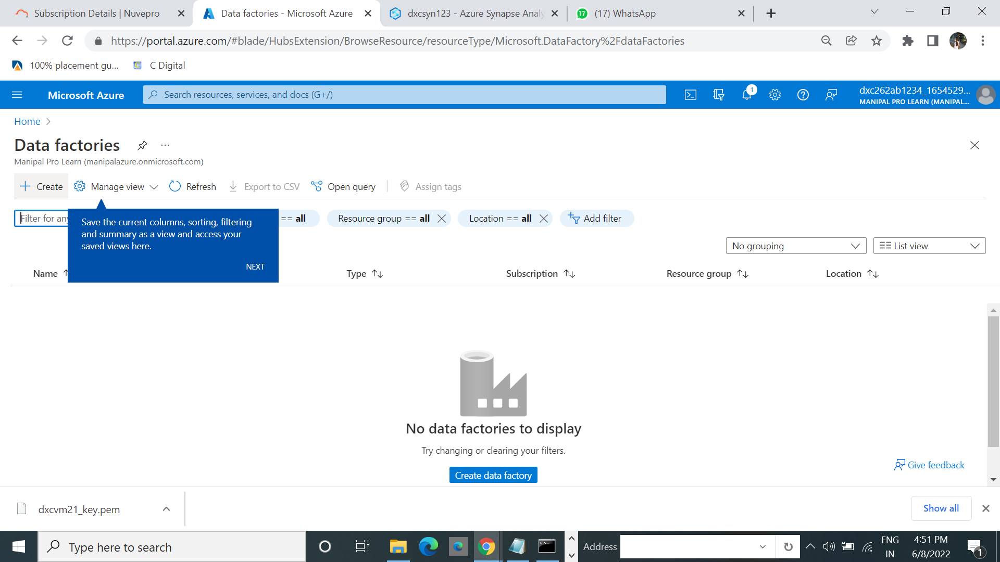 Subscription Details | Nuvepro
Data factories - Microsoft Azure
dxcsyn123 - Azure Synapse Analy
17 (17) WhatsApp
https://portal.azure.com/#blade/HubsExtension/BrowseResource/resourceType/Microsoft.DataFactory%2FdataFactories
100% placement gu...
C Digital
Microsoft Azure
Search resources, services, and docs (G+/)
1
dxc262ab1234_1654529...
MANIPAL PRO LEARN (MANIPAL...
Home
Data factories
Manipal Pro Learn (manipalazure.onmicrosoft.com)
Create Manage view Refresh Export to CSV Open query Assign tags
Filter for any
== all
Resource group == all
Location == all
Add filter
Save the current columns, sorting, filtering
and summary as a view and access your
saved views here.
NEXT
No grouping
List view
Name Type Subscription Resource group Location
No data factories to display
Try changing or clearing your filters.
Create data factory
Give feedback
dxcvm21_key.pem
Show all
Type here to search
Address
ENG
IN
4:51 PM
6/8/2022
1